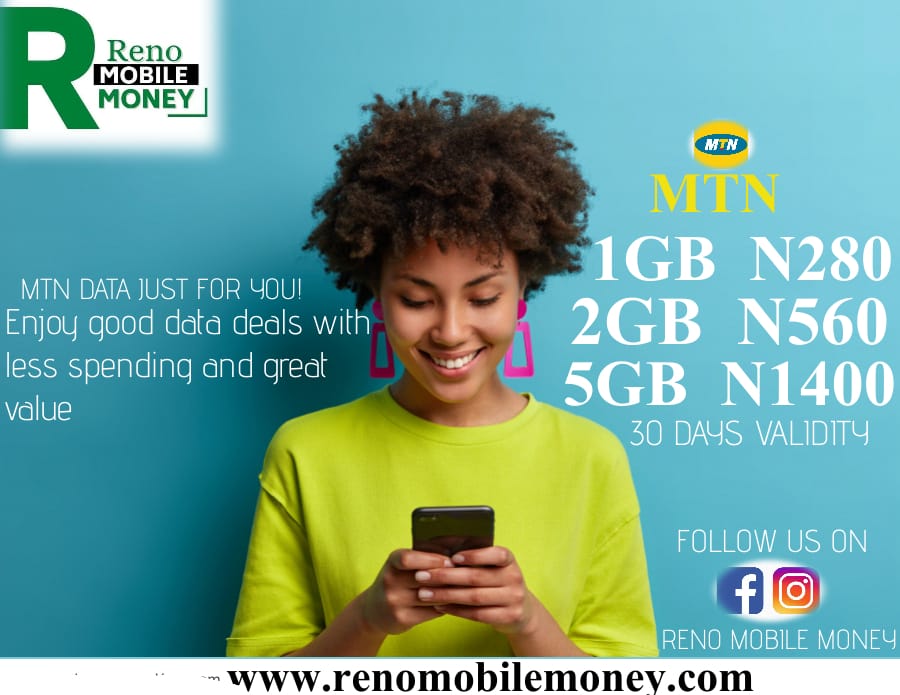 R
Reno
MOBILE
MONEY
MTN
MTN
1GB N280
2GB N560
5GB N1400
30 DAYS VALIDITY
MTN DATA JUST FOR YOU!
Enjoy good data deals with
less spending and great
value
FOLLOW US ON
RENO MOBILE MONEY
www.renomobilemoney.com